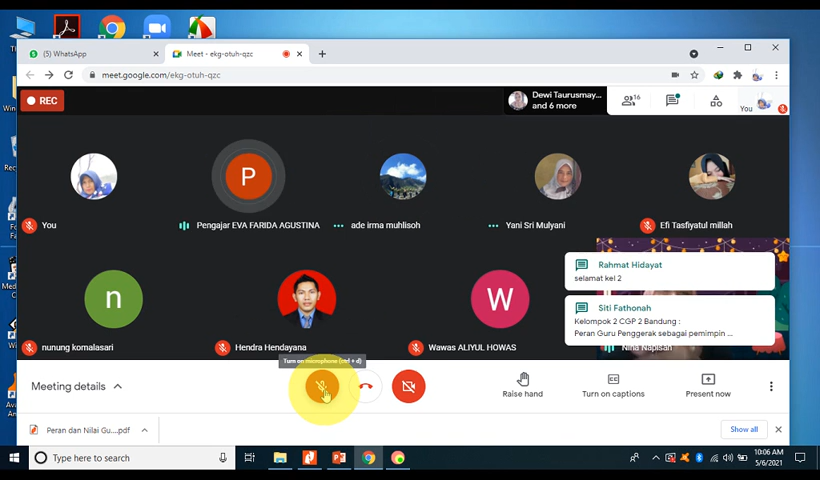 (5) WhatsApp
Meet - ekg-otuh-qzc
meet.google.com/ekg-otuh-qzc
REC
Dewi Taurusmay...
and 6 more
16
You
P
You
Pengajar EVA FARIDA AGUSTINA
ade irma muhlisoh
Yani Sri Mulyani
Efi Tasfiyatul millah
Rahmat Hidayat
selamat kel 2
Siti Fathonah
Kelompok 2 CGP 2 Bandung :
Peran Guru Penggerak sebagai pemimpin ...
n
W
nunung komalasari
Hendra Hendayana
Wawas ALIYUL HOWAS
Nina Napisah
Turn on microphone (ctrl + d)
Meeting details
Raise hand
Turn on captions
Present now
Peran dan Nilai Gu....pdf
Show all
Type here to search
10:06 AM
5/6/2021